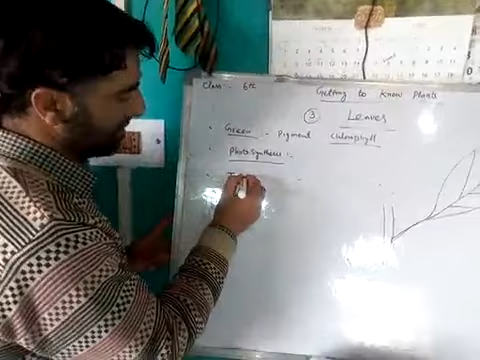 Class :- 6th
Getting to Know Plants
③ Leaves
• Green :- Pigment Chlorophyll
• Photosynthesis :-